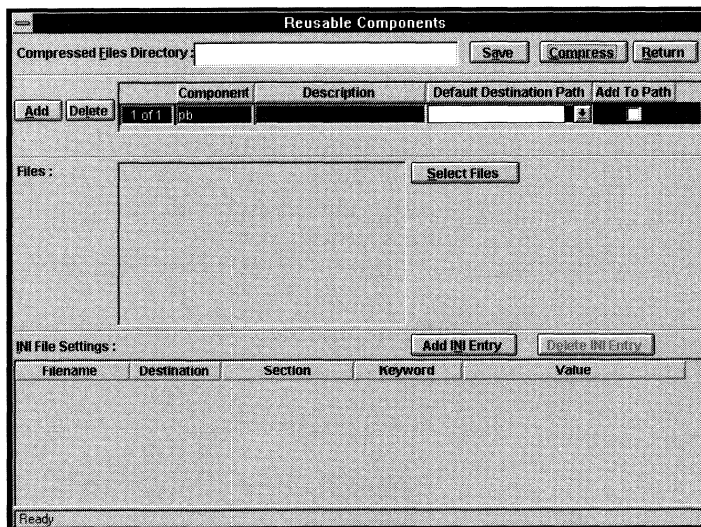 Reusable Components
Compressed Files Directory : Save Compress Return
Component Description Default Destination Path Add To Path
Add Delete 1 of 1 pb
Files : Select Files
INI File Settings : Add INI Entry Delete INI Entry
Filename Destination Section Keyword Value
Ready